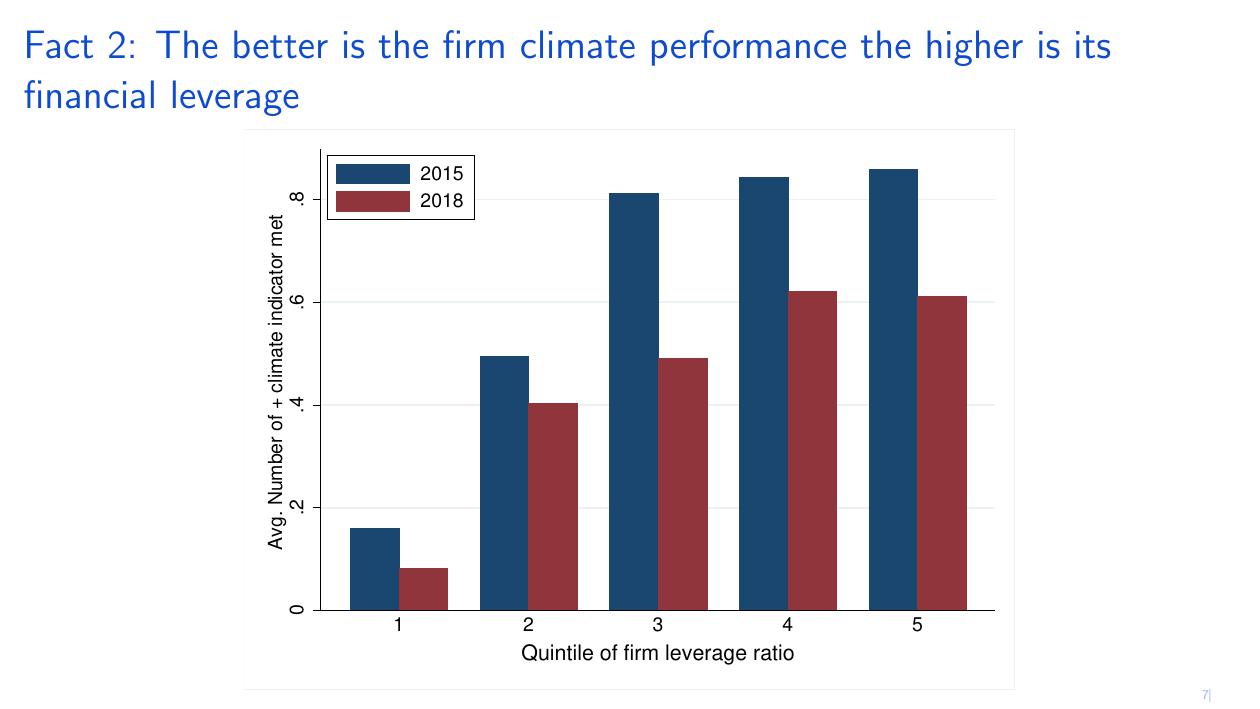 Fact 2: The better is the firm climate performance the higher is its
financial leverage
2015
2018
Avg. Number of + climate indicator met
.8
.6
.4
.2
0
1 2 3 4 5
Quintile of firm leverage ratio
7|